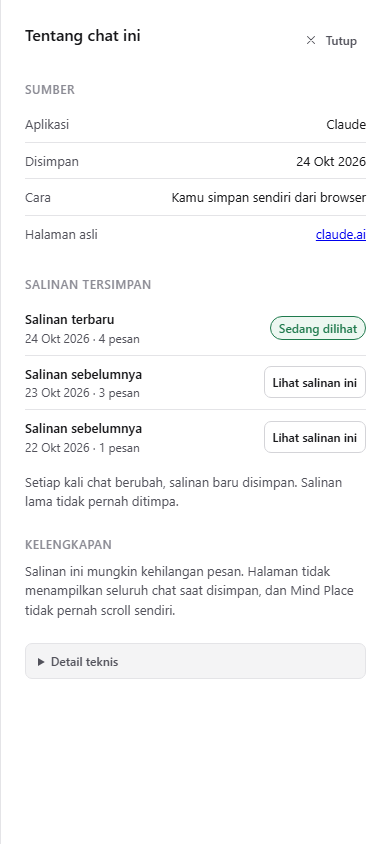 Tentang chat ini
Tutup
SUMBER
Aplikasi Claude
Disimpan 24 Okt 2026
Cara Kamu simpan sendiri dari browser
Halaman asli claude.ai
SALINAN TERSIMPAN
Salinan terbaru
24 Okt 2026 · 4 pesan
Sedang dilihat
Salinan sebelumnya
23 Okt 2026 · 3 pesan
Lihat salinan ini
Salinan sebelumnya
22 Okt 2026 · 1 pesan
Lihat salinan ini
Setiap kali chat berubah, salinan baru disimpan. Salinan
lama tidak pernah ditimpa.
KELENGKAPAN
Salinan ini mungkin kehilangan pesan. Halaman tidak
menampilkan seluruh chat saat disimpan, dan Mind Place
tidak pernah scroll sendiri.
Detail teknis